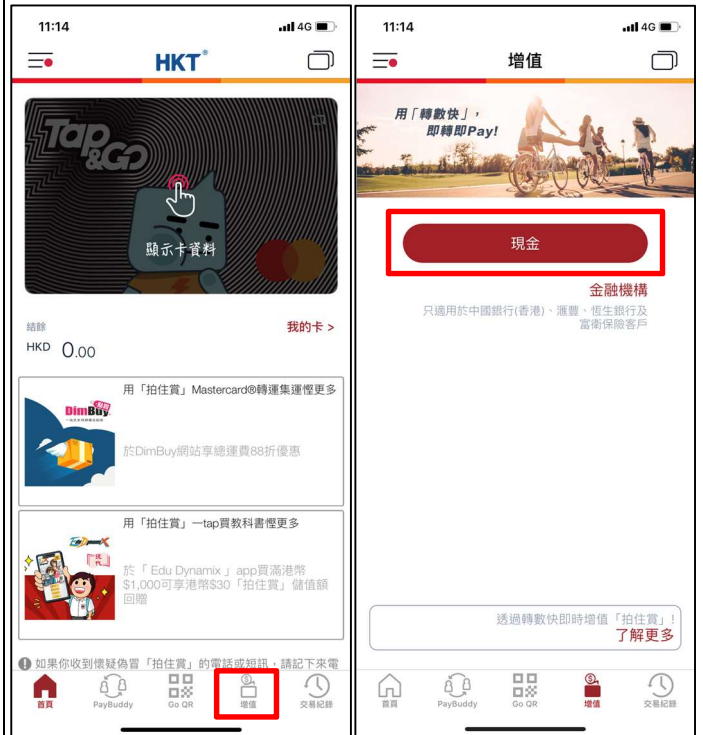 11:14
4G
HKT
Tap
&Go
顯示卡資料
結餘
我的卡 >
HKD 0.00
用「拍住賞」Mastercard®轉運集運慳更多
DimBuy
於DimBuy網站享總運費88折優惠
用「拍住賞」一tap買教科書慳更多
於「 Edu Dynamix 」app買滿港幣
$1,000可享港幣$30「拍住賞」儲值額
回贈
如果你收到懷疑偽冒「拍住賞」的電話或短訊，請記下來電
首頁
PayBuddy
Go QR
增值
交易紀錄
11:14
4G
增值
用「轉數快」，
即轉即Pay!
現金
金融機構
只適用於中國銀行(香港)、滙豐、恆生銀行及
富衛保險客戶
透過轉數快即時增值「拍住賞」!
了解更多
首頁
PayBuddy
Go QR
增值
交易紀錄